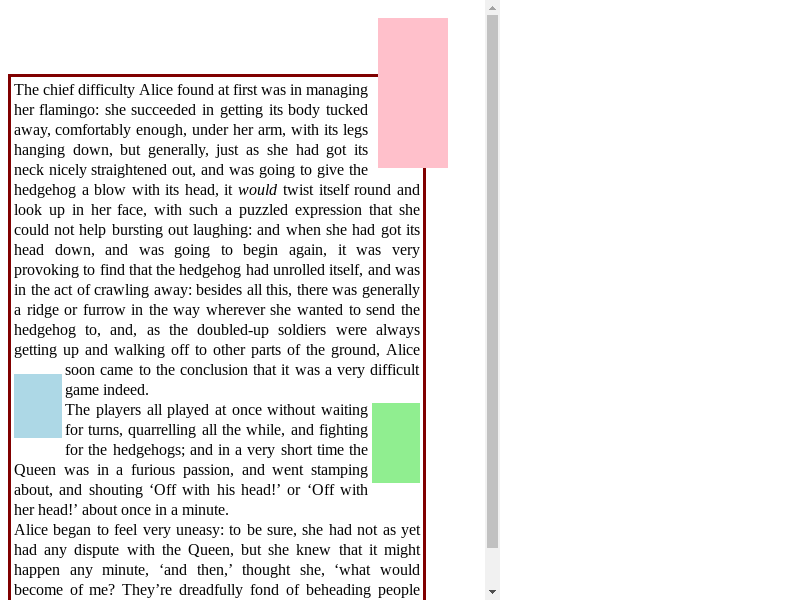 The chief difficulty Alice found at first was in managing
her flamingo: she succeeded in getting its body tucked
away, comfortably enough, under her arm, with its legs
hanging down, but generally, just as she had got its
neck nicely straightened out, and was going to give the
hedgehog a blow with its head, it would twist itself round and
look up in her face, with such a puzzled expression that she
could not help bursting out laughing: and when she had got its
head down, and was going to begin again, it was very
provoking to find that the hedgehog had unrolled itself, and was
in the act of crawling away: besides all this, there was generally
a ridge or furrow in the way wherever she wanted to send the
hedgehog to, and, as the doubled-up soldiers were always
getting up and walking off to other parts of the ground, Alice
soon came to the conclusion that it was a very difficult
game indeed.
The players all played at once without waiting
for turns, quarrelling all the while, and fighting
for the hedgehogs; and in a very short time the
Queen was in a furious passion, and went stamping
about, and shouting ‘Off with his head!’ or ‘Off with
her head!’ about once in a minute.
Alice began to feel very uneasy: to be sure, she had not as yet
had any dispute with the Queen, but she knew that it might
happen any minute, ‘and then,’ thought she, ‘what would
become of me? They’re dreadfully fond of beheading people